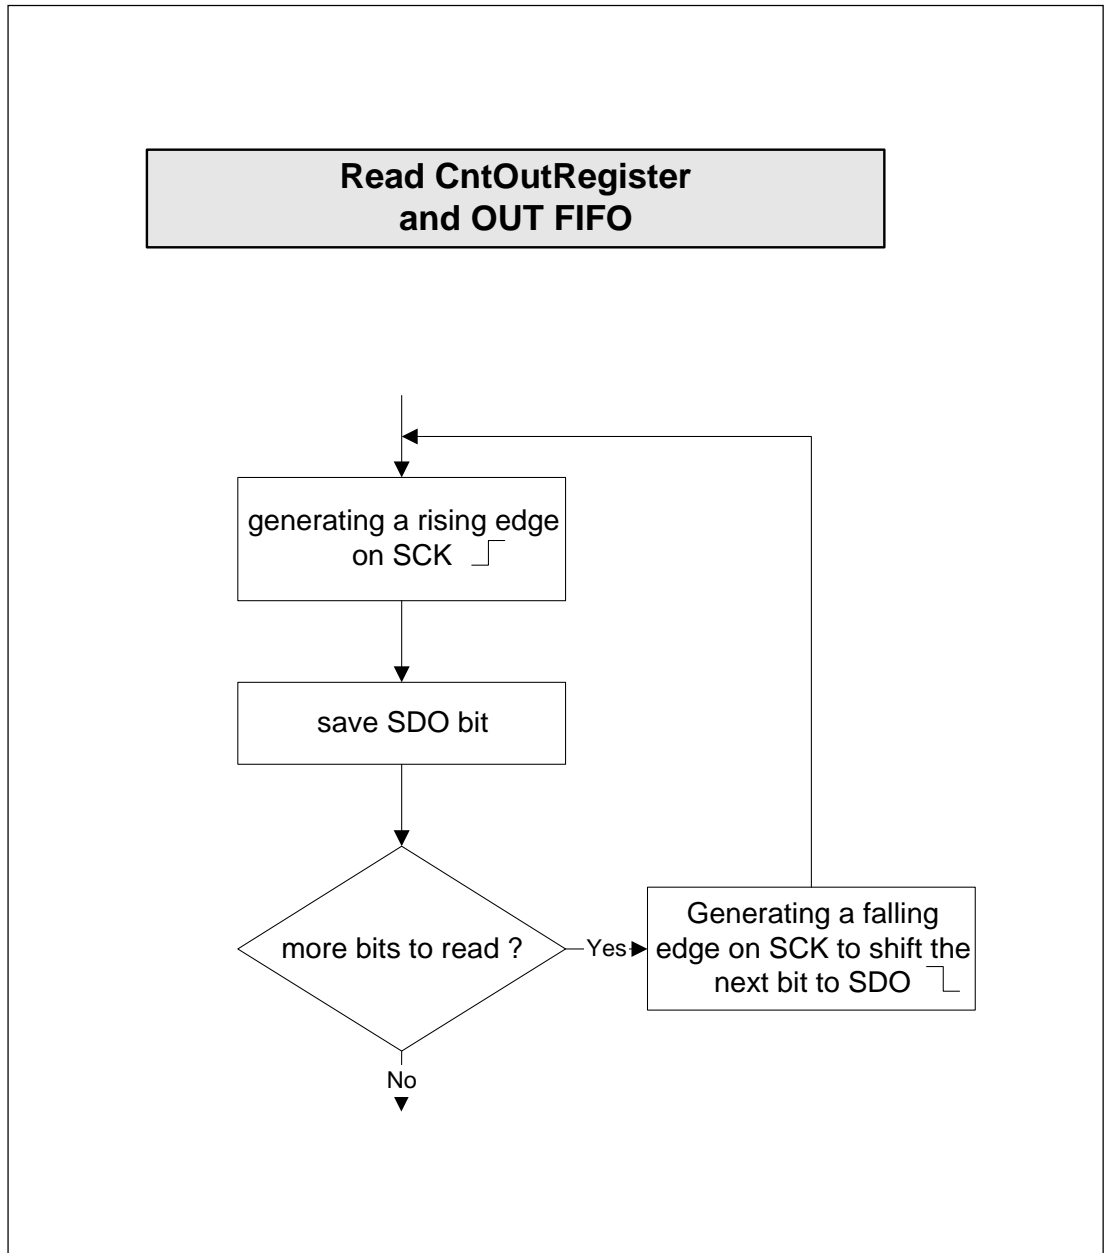 Read CntOutRegister
and OUT FIFO
generating a rising edge
on SCK
save SDO bit
more bits to read ?
Yes
Generating a falling
edge on SCK to shift the
next bit to SDO
No